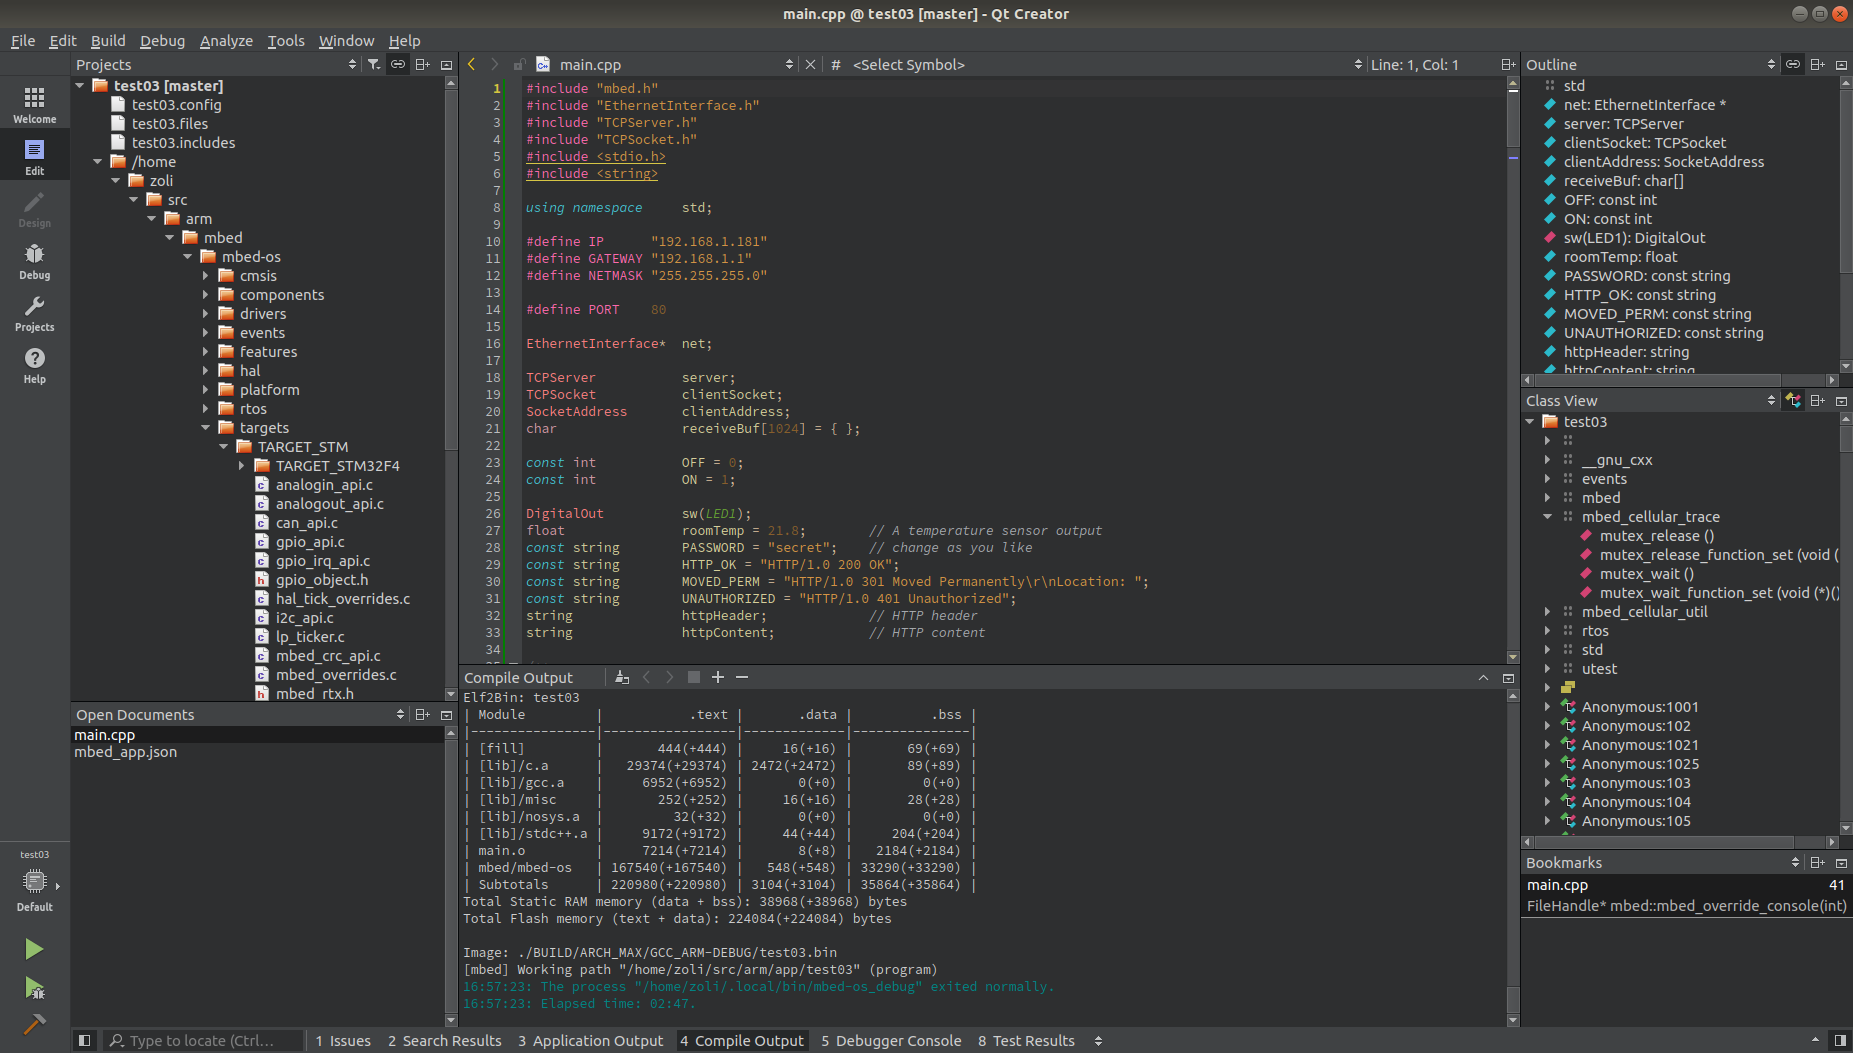 main.cpp @ test03 [master] - Qt Creator
File Edit Build Debug Analyze Tools Window Help
Projects
test03 [master]
test03.config
test03.files
test03.includes
/home
zoli
src
arm
mbed
mbed-os
cmsis
components
drivers
events
features
hal
platform
rtos
targets
TARGET_STM
TARGET_STM32F4
analogin_api.c
analogout_api.c
can_api.c
gpio_api.c
gpio_irq_api.c
gpio_object.h
hal_tick_overrides.c
i2c_api.c
lp_ticker.c
mbed_crc_api.c
mbed_overrides.c
mbed_rtx.h
Welcome
Edit
Design
Debug
Projects
Help
test03
Default
Open Documents
main.cpp
mbed_app.json
main.cpp # <Select Symbol> Line: 1, Col: 1
1 #include "mbed.h"
2 #include "EthernetInterface.h"
3 #include "TCPServer.h"
4 #include "TCPSocket.h"
5 #include <stdio.h>
6 #include <string>
7
8 using namespace std;
9
10 #define IP "192.168.1.181"
11 #define GATEWAY "192.168.1.1"
12 #define NETMASK "255.255.255.0"
13
14 #define PORT 80
15
16 EthernetInterface* net;
17
18 TCPServer server;
19 TCPSocket clientSocket;
20 SocketAddress clientAddress;
21 char receiveBuf[1024] = { };
22
23 const int OFF = 0;
24 const int ON = 1;
25
26 DigitalOut sw(LED1);
27 float roomTemp = 21.8; // A temperature sensor output
28 const string PASSWORD = "secret"; // change as you like
29 const string HTTP_OK = "HTTP/1.0 200 OK";
30 const string MOVED_PERM = "HTTP/1.0 301 Moved Permanently\r\nLocation: ";
31 const string UNAUTHORIZED = "HTTP/1.0 401 Unauthorized";
32 string httpHeader; // HTTP header
33 string httpContent; // HTTP content
34
Compile Output
Elf2Bin: test03
| Module | .text | .data | .bss |
|----------------|-----------------|-------------|---------------|
| [fill] | 444(+444) | 16(+16) | 69(+69) |
| [lib]/c.a | 29374(+29374) | 2472(+2472) | 89(+89) |
| [lib]/gcc.a | 6952(+6952) | 0(+0) | 0(+0) |
| [lib]/misc | 252(+252) | 16(+16) | 28(+28) |
| [lib]/nosys.a | 32(+32) | 0(+0) | 0(+0) |
| [lib]/stdc++.a | 9172(+9172) | 44(+44) | 204(+204) |
| main.o | 7214(+7214) | 8(+8) | 2184(+2184) |
| mbed/mbed-os | 167540(+167540) | 548(+548) | 33290(+33290) |
| Subtotals | 220980(+220980) | 3104(+3104) | 35864(+35864) |
Total Static RAM memory (data + bss): 38968(+38968) bytes
Total Flash memory (text + data): 224084(+224084) bytes
Image: ./BUILD/ARCH_MAX/GCC_ARM-DEBUG/test03.bin
[mbed] Working path "/home/zoli/src/arm/app/test03" (program)
16:57:23: The process "/home/zoli/.local/bin/mbed-os_debug" exited normally.
16:57:23: Elapsed time: 02:47.
Outline
std
net: EthernetInterface *
server: TCPServer
clientSocket: TCPSocket
clientAddress: SocketAddress
receiveBuf: char[]
OFF: const int
ON: const int
sw(LED1): DigitalOut
roomTemp: float
PASSWORD: const string
HTTP_OK: const string
MOVED_PERM: const string
UNAUTHORIZED: const string
httpHeader: string
httpContent: string
Class View
test03
__gnu_cxx
events
mbed
mbed_cellular_trace
mutex_release ()
mutex_release_function_set (void (
mutex_wait ()
mutex_wait_function_set (void (*)()
mbed_cellular_util
rtos
std
utest
Anonymous:1001
Anonymous:102
Anonymous:1021
Anonymous:1025
Anonymous:103
Anonymous:104
Anonymous:105
Bookmarks
main.cpp 41
FileHandle* mbed::mbed_override_console(int)
Type to locate (Ctrl... 1 Issues 2 Search Results 3 Application Output 4 Compile Output 5 Debugger Console 8 Test Results